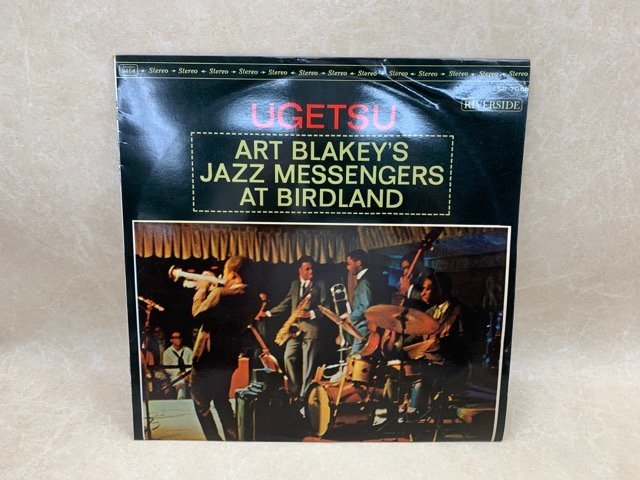 9464 ← Stereo → Stereo ← Stereo → Stereo ← Stereo → Stereo ← Stereo → Stereo ← Stereo → Stereo ← Stereo → Stereo
UGETSU
RIVERSIDE
ART BLAKEY'S
JAZZ MESSENGERS
AT BIRDLAND